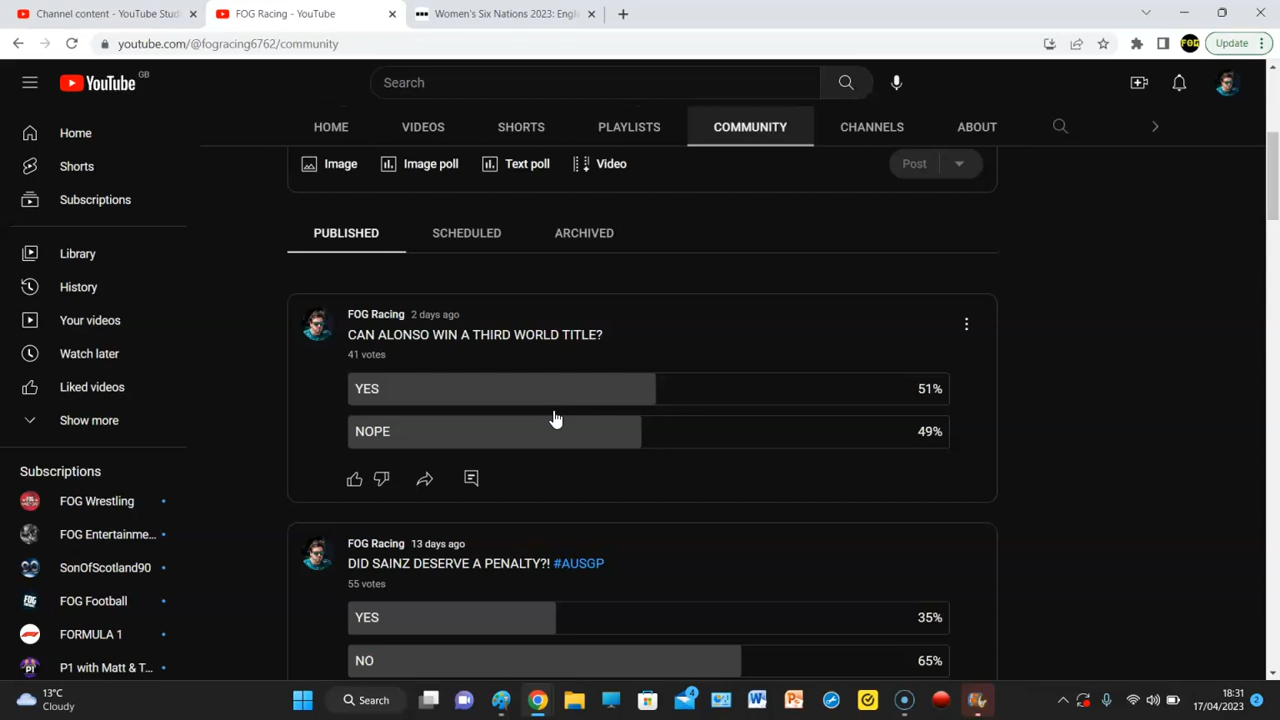 Channel content - YouTube Stud
FOG Racing - YouTube
Women's Six Nations 2023: Engl
youtube.com/@fogracing6762/community
FOG
Update
YouTube GB
Search
HOME
VIDEOS
SHORTS
PLAYLISTS
COMMUNITY
CHANNELS
ABOUT
Home
Shorts
Subscriptions
Library
History
Your videos
Watch later
Liked videos
Show more
Subscriptions
FOG Wrestling
FOG Entertainme...
SonOfScotland90
FOG Football
FORMULA 1
P1 with Matt & T...
Image
Image poll
Text poll
Video
Post
PUBLISHED
SCHEDULED
ARCHIVED
FOG Racing 2 days ago
CAN ALONSO WIN A THIRD WORLD TITLE?
41 votes
YES 51%
NOPE 49%
FOG Racing 13 days ago
DID SAINZ DESERVE A PENALTY?! #AUSGP
55 votes
YES 35%
NO 65%
13°C
Cloudy
Search
4
18:31
17/04/2023
2